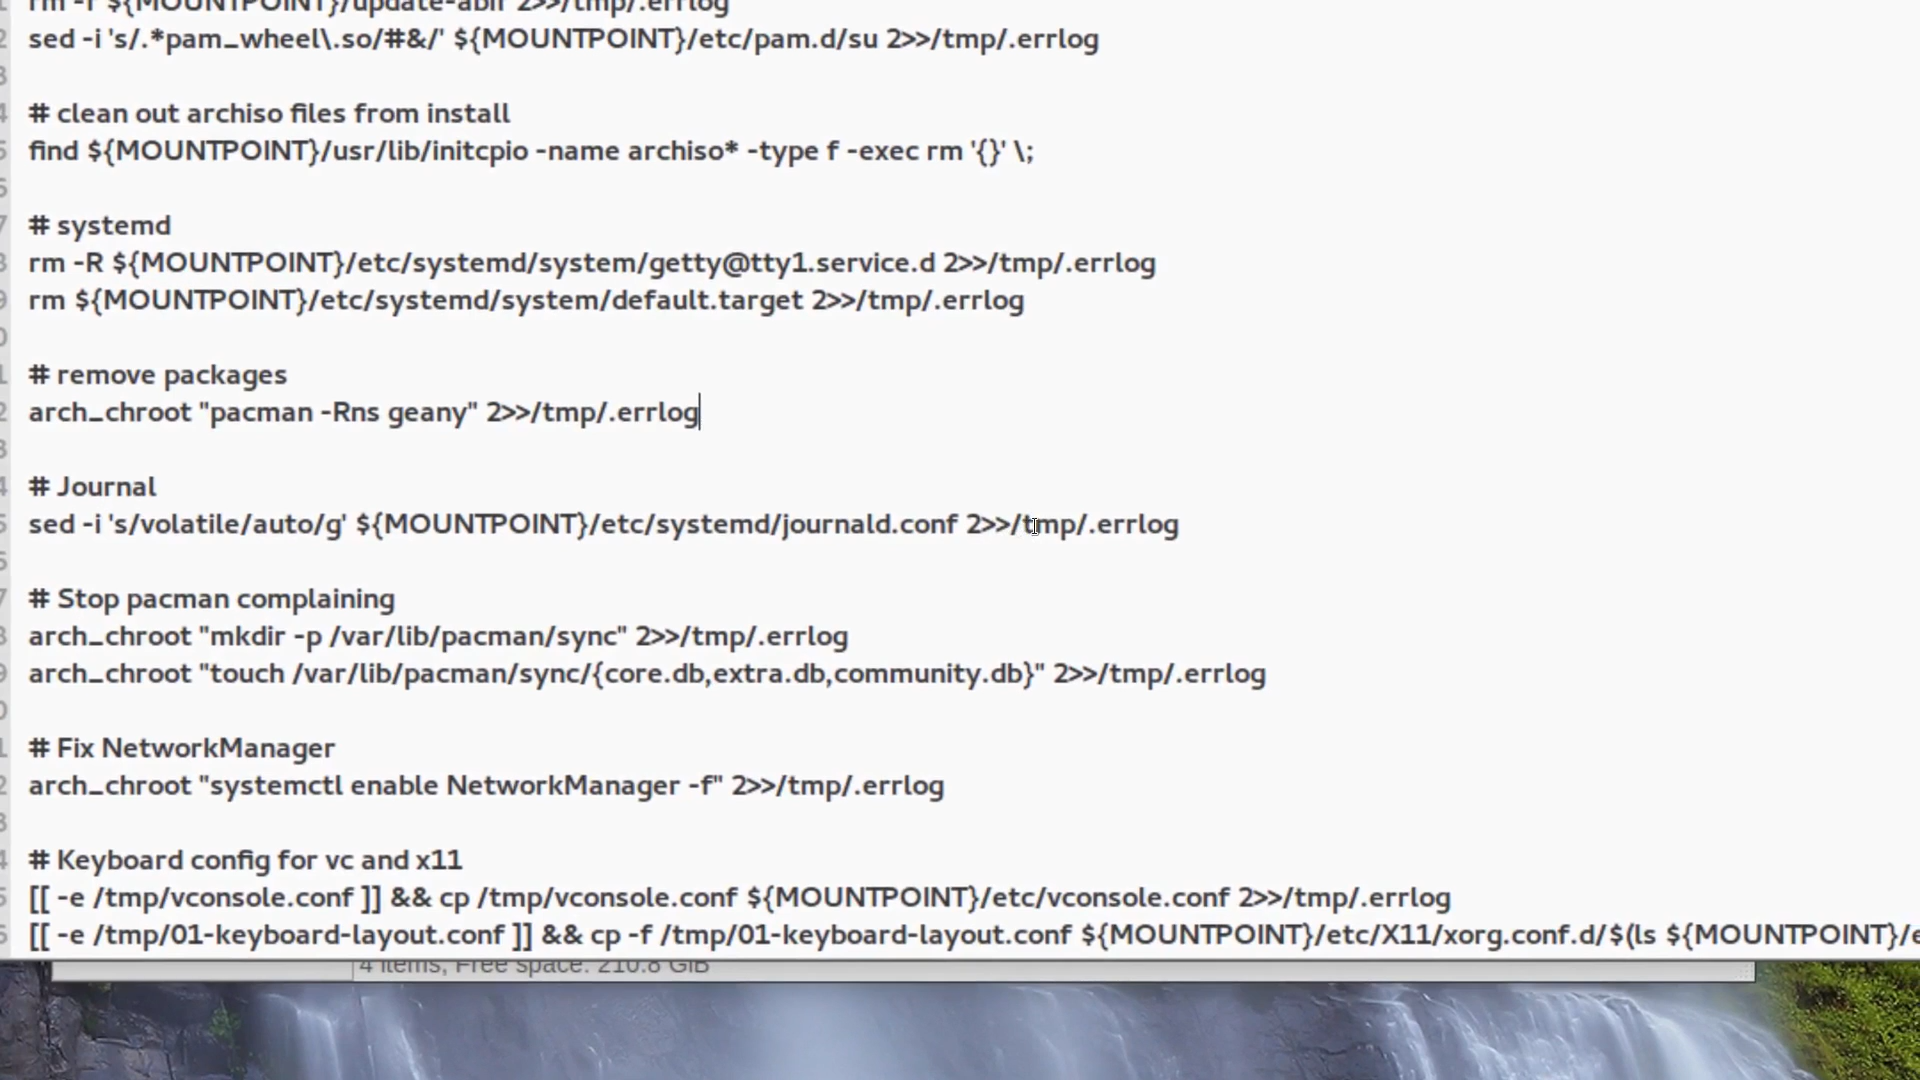 rm -r ${MOUNTPOINT}/update-abif 2>>/tmp/.errlog
sed -i 's/.*pam_wheel\.so/#&/' ${MOUNTPOINT}/etc/pam.d/su 2>>/tmp/.errlog
# clean out archiso files from install
find ${MOUNTPOINT}/usr/lib/initcpio -name archiso* -type f -exec rm '{}' \;
# systemd
rm -R ${MOUNTPOINT}/etc/systemd/system/getty@tty1.service.d 2>>/tmp/.errlog
rm ${MOUNTPOINT}/etc/systemd/system/default.target 2>>/tmp/.errlog
# remove packages
arch_chroot "pacman -Rns geany" 2>>/tmp/.errlog
# Journal
sed -i 's/volatile/auto/g' ${MOUNTPOINT}/etc/systemd/journald.conf 2>>/tmp/.errlog
# Stop pacman complaining
arch_chroot "mkdir -p /var/lib/pacman/sync" 2>>/tmp/.errlog
arch_chroot "touch /var/lib/pacman/sync/{core.db,extra.db,community.db}" 2>>/tmp/.errlog
# Fix NetworkManager
arch_chroot "systemctl enable NetworkManager -f" 2>>/tmp/.errlog
# Keyboard config for vc and x11
[[ -e /tmp/vconsole.conf ]] && cp /tmp/vconsole.conf ${MOUNTPOINT}/etc/vconsole.conf 2>>/tmp/.errlog
[[ -e /tmp/01-keyboard-layout.conf ]] && cp -f /tmp/01-keyboard-layout.conf ${MOUNTPOINT}/etc/X11/xorg.conf.d/$(ls ${MOUNTPOINT}/e
4 items, Free space: 210.8 GiB